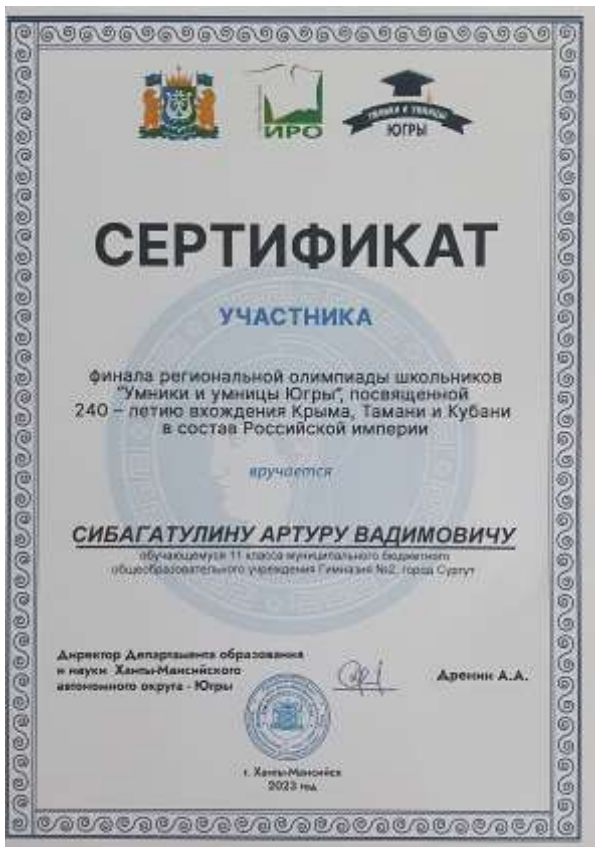 ИРО
УМНИКИ И УМНИЦЫ
ЮГРЫ
СЕРТИФИКАТ
УЧАСТНИКА
финала региональной олимпиады школьников
"Умники и умницы Югры", посвященной
240 – летию вхождения Крыма, Тамани и Кубани
в состав Российской империи
вручается
СИБАГАТУЛИНУ АРТУРУ ВАДИМОВИЧУ
обучающемуся 11 класса муниципального бюджетного
общеобразовательного учреждения Гимназия №2, город Сургут
Директор Департамента образования
и науки Ханты-Мансийского
автономного округа - Югры
Дренин А.А.
г. Ханты-Мансийск
2023 год